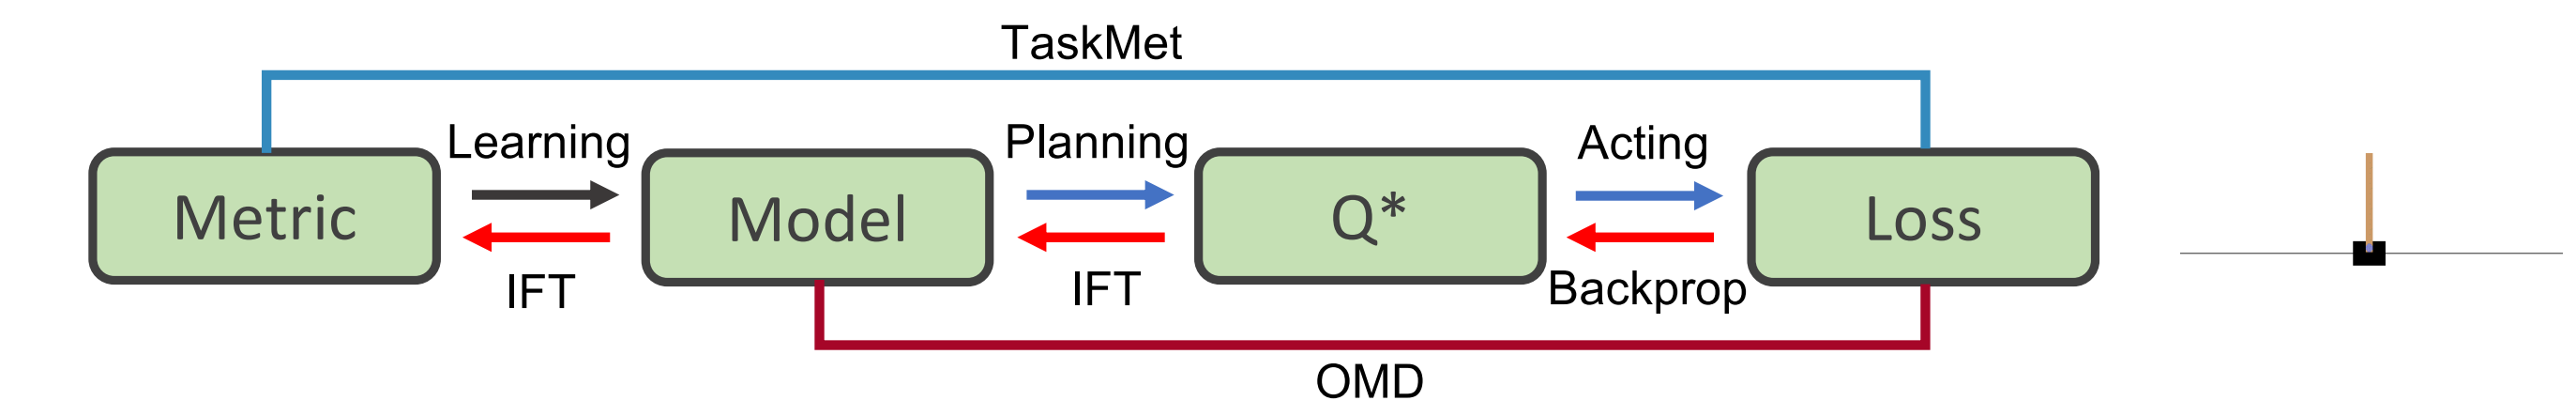 TaskMet
Learning
Planning
Acting
Metric
Model
Q*
Loss
IFT
IFT
Backprop
OMD